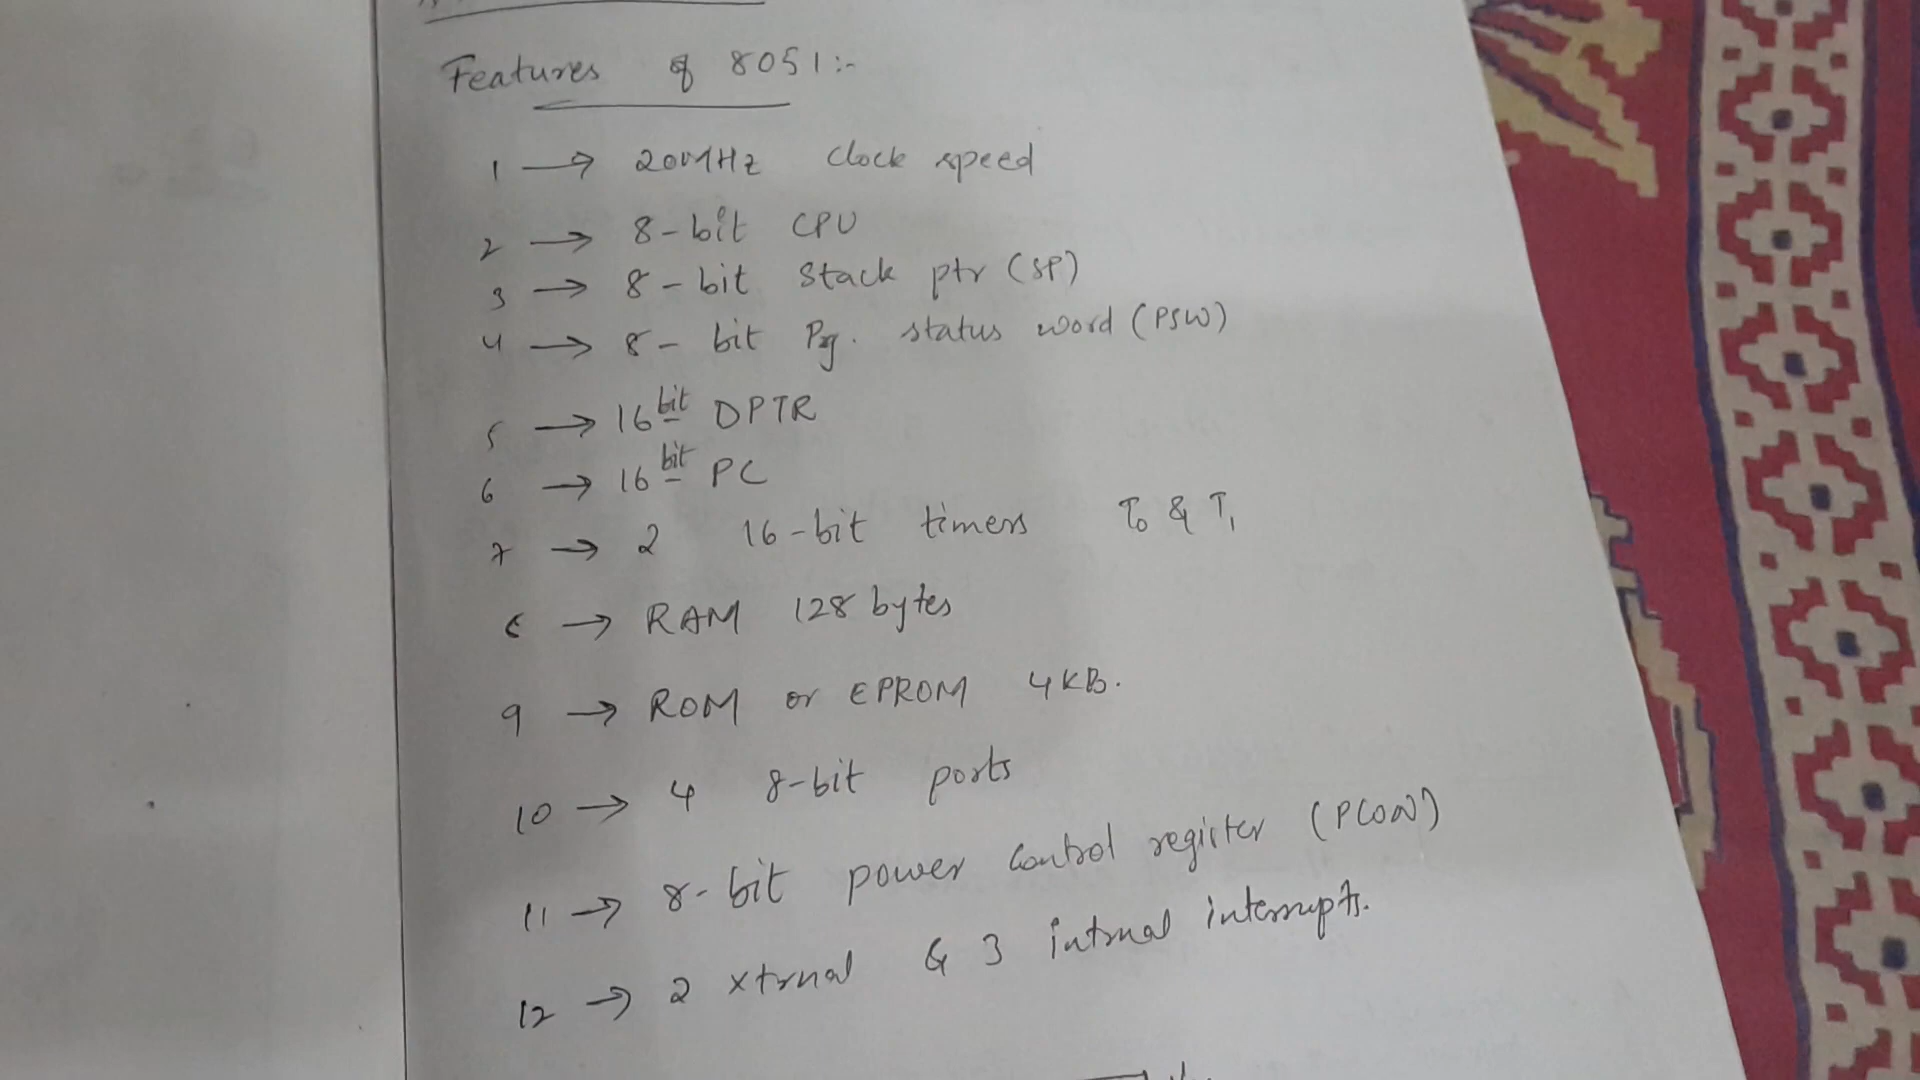 Features of 8051:-
1 → 20MHz Clock speed
2 → 8-bit CPU
3 → 8-bit Stack ptr (SP)
4 → 8-bit Prg. status word (PSW)
5 → 16 bit DPTR
6 → 16 bit PC
7 → 2 16-bit timers T0 & T1
8 → RAM 128 bytes
9 → ROM or EPROM 4KB.
10 → 4 8-bit ports
11 → 8-bit power control register (PCON)
12 → 2 xtrnal & 3 intrnal interrupts.